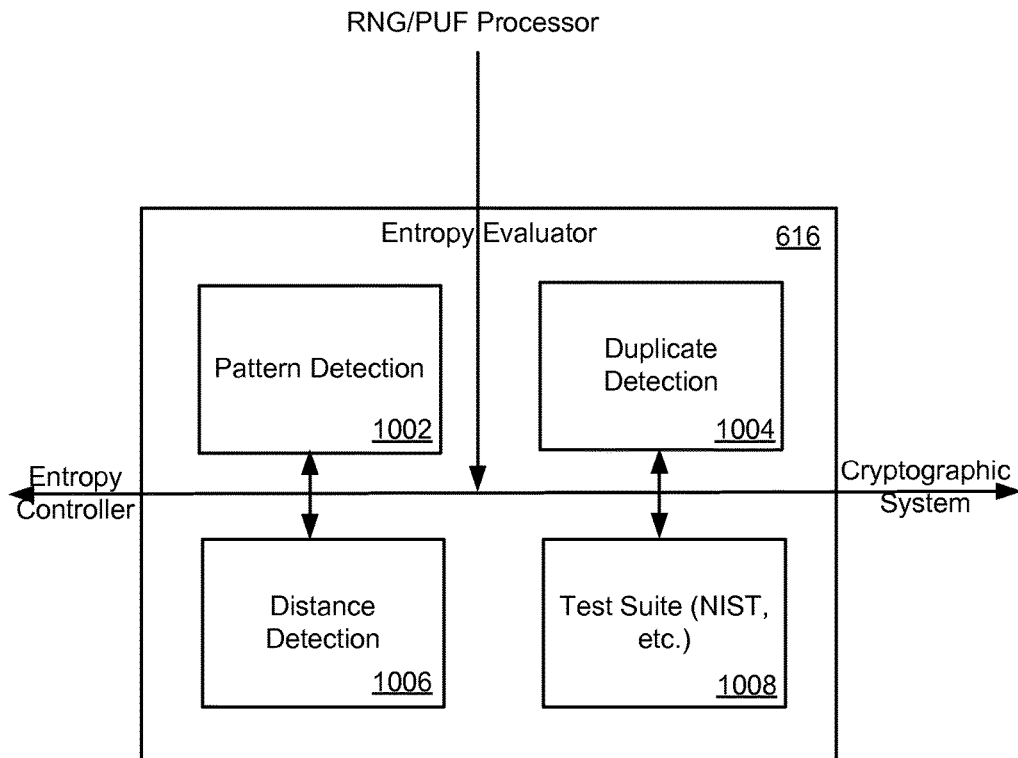 RNG/PUF Processor
Entropy Evaluator
616
Pattern Detection
1002
Duplicate
Detection
1004
Entropy
Controller
Cryptographic
System
Distance
Detection
1006
Test Suite (NIST,
etc.)
1008